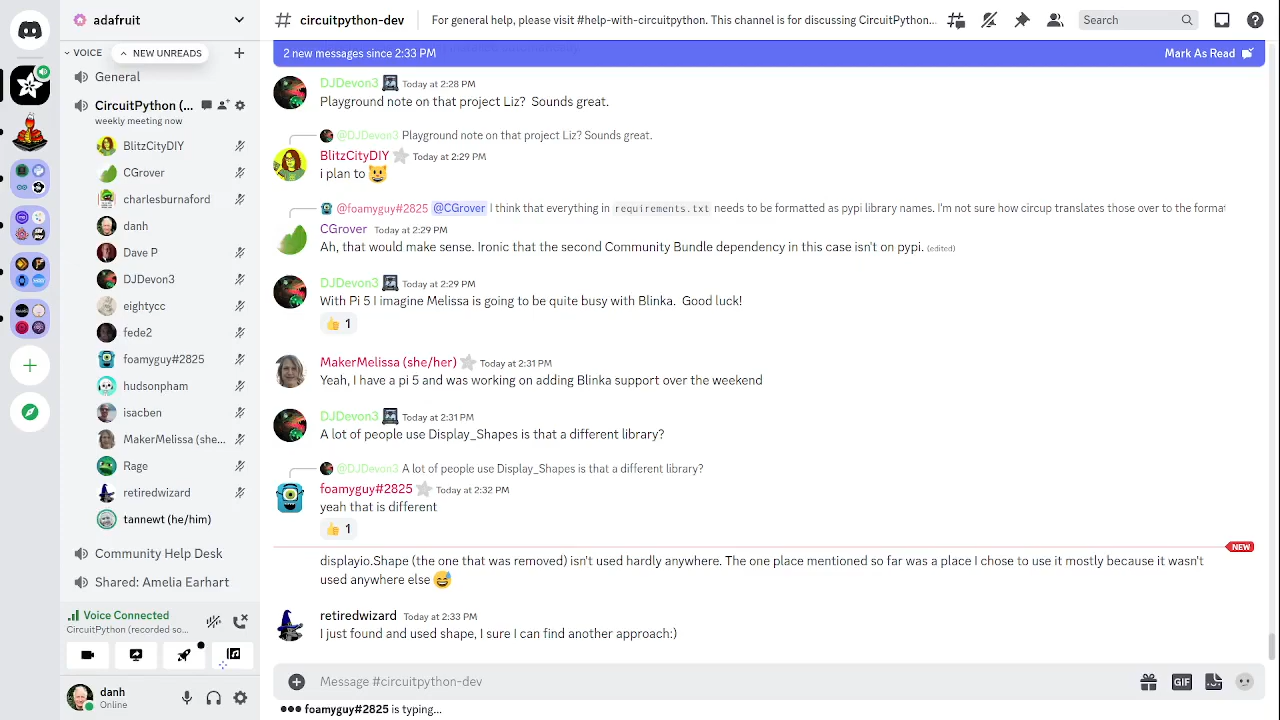 adafruit
circuitpython-dev
For general help, please visit #help-with-circuitpython. This channel is for discussing CircuitPython...
Search
VOICE
NEW UNREADS
2 new messages since 2:33 PM
Mark As Read
General
CircuitPython (...
weekly meeting now
BlitzCityDIY
CGrover
charlesburnaford
danh
Dave P
DJDevon3
eightycc
fede2
foamyguy#2825
hudsonpham
isacben
MakerMelissa (she...
Rage
retiredwizard
tannewt (he/him)
Community Help Desk
Shared: Amelia Earhart
Voice Connected
CircuitPython (recorded so...
danh
Online
DJDevon3 Today at 2:28 PM
Playground note on that project Liz? Sounds great.
@DJDevon3 Playground note on that project Liz? Sounds great.
BlitzCityDIY Today at 2:29 PM
i plan to 😺
@foamyguy#2825 @CGrover I think that everything in requirements.txt needs to be formatted as pypi library names. I'm not sure how circup translates those over to the format
CGrover Today at 2:29 PM
Ah, that would make sense. Ironic that the second Community Bundle dependency in this case isn't on pypi. (edited)
DJDevon3 Today at 2:29 PM
With Pi 5 I imagine Melissa is going to be quite busy with Blinka. Good luck!
👍 1
MakerMelissa (she/her) Today at 2:31 PM
Yeah, I have a pi 5 and was working on adding Blinka support over the weekend
DJDevon3 Today at 2:31 PM
A lot of people use Display_Shapes is that a different library?
@DJDevon3 A lot of people use Display_Shapes is that a different library?
foamyguy#2825 Today at 2:32 PM
yeah that is different
👍 1
NEW
displayio.Shape (the one that was removed) isn't used hardly anywhere. The one place mentioned so far was a place I chose to use it mostly because it wasn't
used anywhere else 😅
retiredwizard Today at 2:33 PM
I just found and used shape, I sure I can find another approach:)
Message #circuitpython-dev
GIF
foamyguy#2825 is typing...